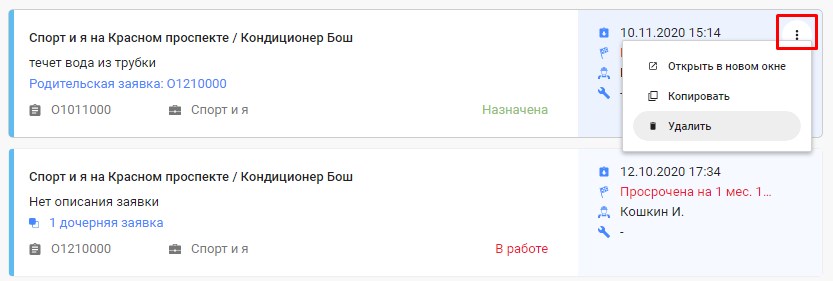 Спорт и я на Красном проспекте / Кондиционер Бош
течет вода из трубки
Родительская заявка: О1210000
О1011000 Спорт и я Назначена
10.11.2020 15:14
Открыть в новом окне
Копировать
Удалить
Спорт и я на Красном проспекте / Кондиционер Бош
Нет описания заявки
1 дочерняя заявка
О1210000 Спорт и я В работе
12.10.2020 17:34
Просрочена на 1 мес. 1...
Кошкин И.
-